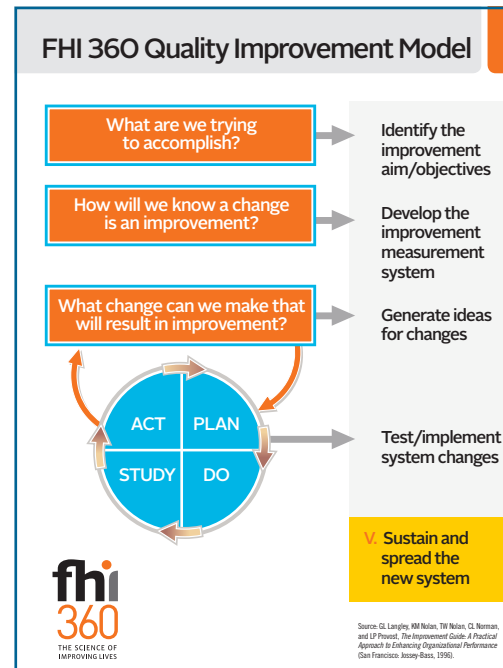 FHI 360 Quality Improvement Model
What are we trying
to accomplish?
Identify the
improvement
aim/objectives
How will we know a change
is an improvement?
Develop the
improvement
measurement
system
What change can we make that
will result in improvement?
Generate ideas
for changes
ACT
PLAN
STUDY
DO
Test/implement
system changes
V. Sustain and
spread the
new system
fhi
360
THE SCIENCE OF
IMPROVING LIVES
Source: GL Langley, KM Nolan, TW Nolan, CL Norman,
and LP Provost, The Improvement Guide: A Practical
Approach to Enhancing Organizational Performance
(San Francisco: Jossey-Bass, 1996).